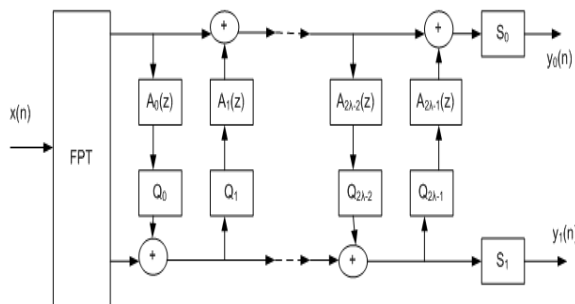 S₀
y₀(n)
A₀(z)
A₁(z)
A₂λ₋₂(z)
A₂λ₋₁(z)
x(n)
FPT
Q₀
Q₁
Q₂λ₋₂
Q₂λ₋₁
y₁(n)
S₁